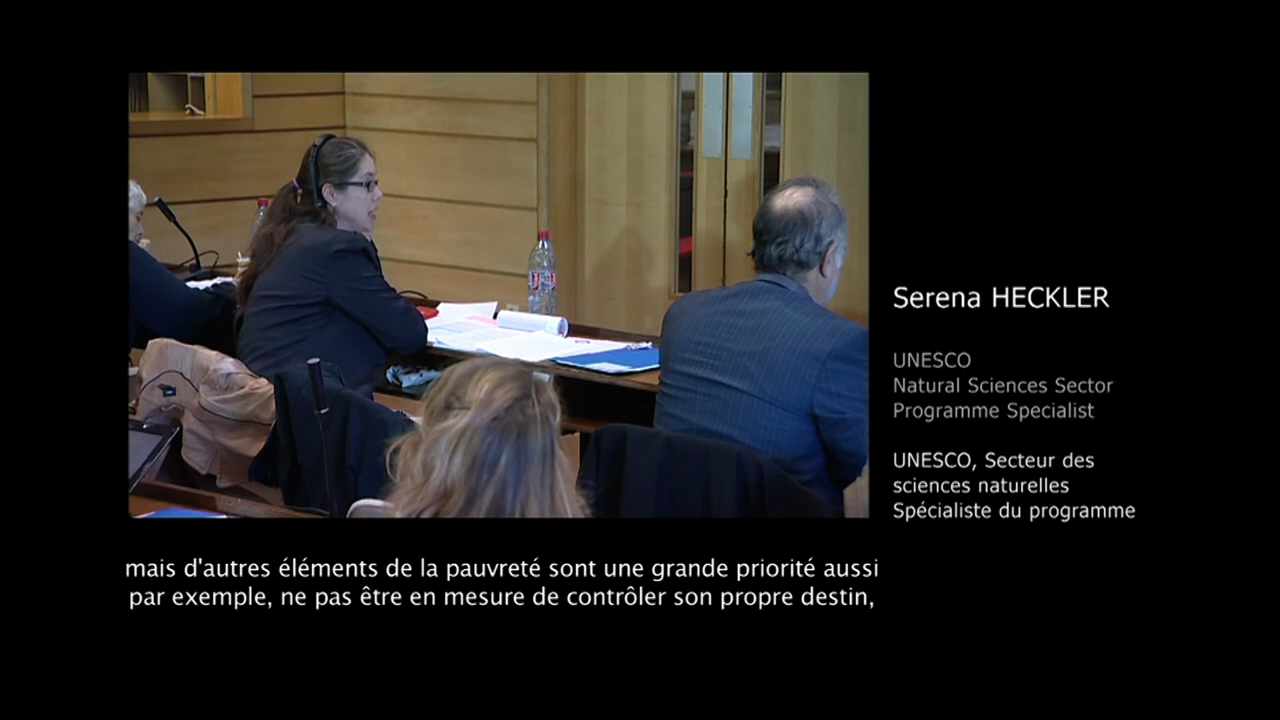 Serena HECKLER
UNESCO
Natural Sciences Sector
Programme Specialist
UNESCO, Secteur des
sciences naturelles
Spécialiste du programme
mais d'autres éléments de la pauvreté sont une grande priorité aussi
par exemple, ne pas être en mesure de contrôler son propre destin,